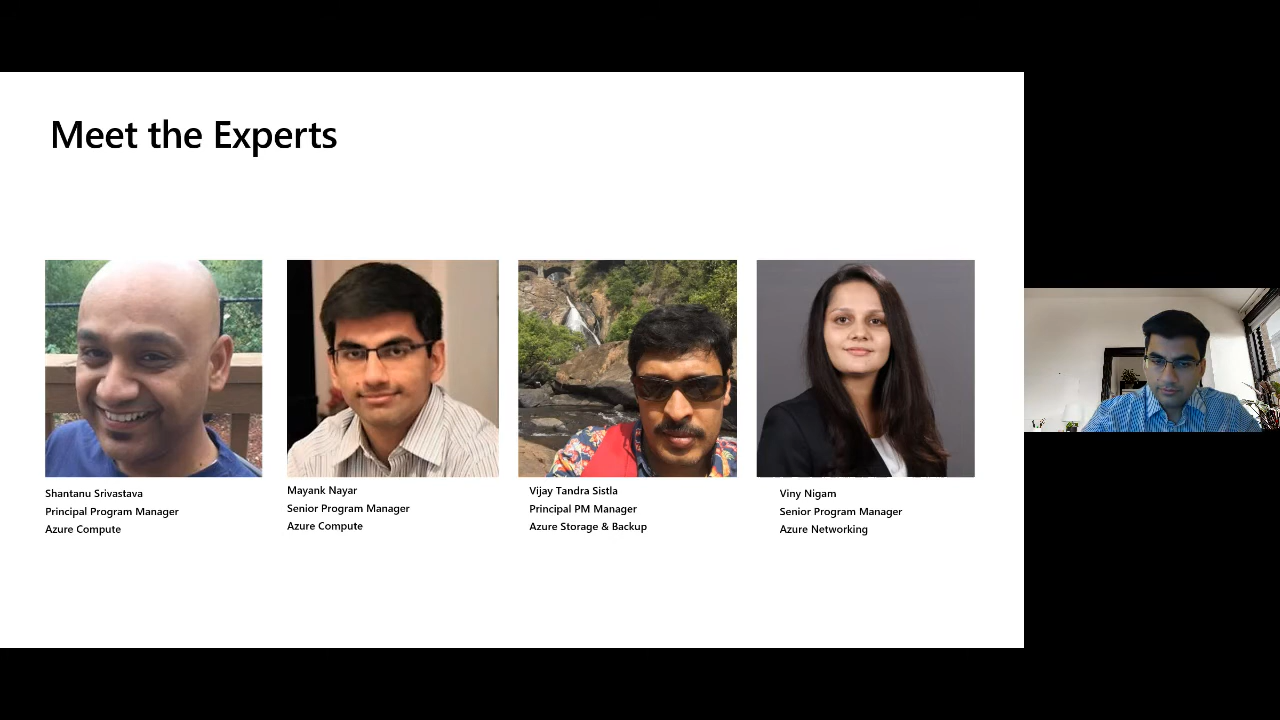 Meet the Experts
Shantanu Srivastava
Principal Program Manager
Azure Compute
Mayank Nayar
Senior Program Manager
Azure Compute
Vijay Tandra Sistla
Principal PM Manager
Azure Storage & Backup
Viny Nigam
Senior Program Manager
Azure Networking